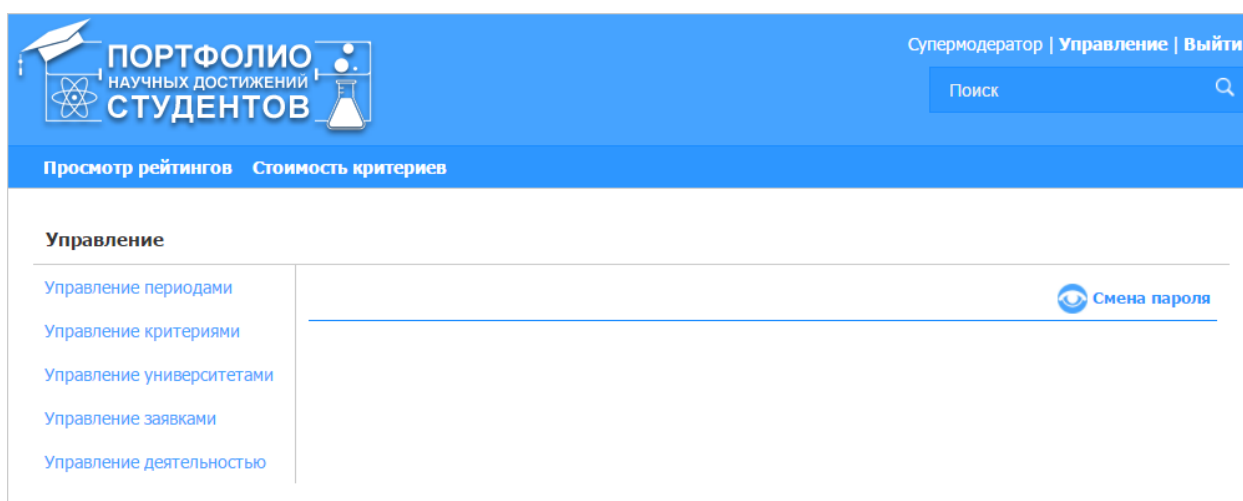 ПОРТФОЛИО
НАУЧНЫХ ДОСТИЖЕНИЙ
СТУДЕНТОВ
Супермодератор | Управление | Выйти
Поиск
Просмотр рейтингов Стоимость критериев
Управление
Управление периодами
Смена пароля
Управление критериями
Управление университетами
Управление заявками
Управление деятельностью